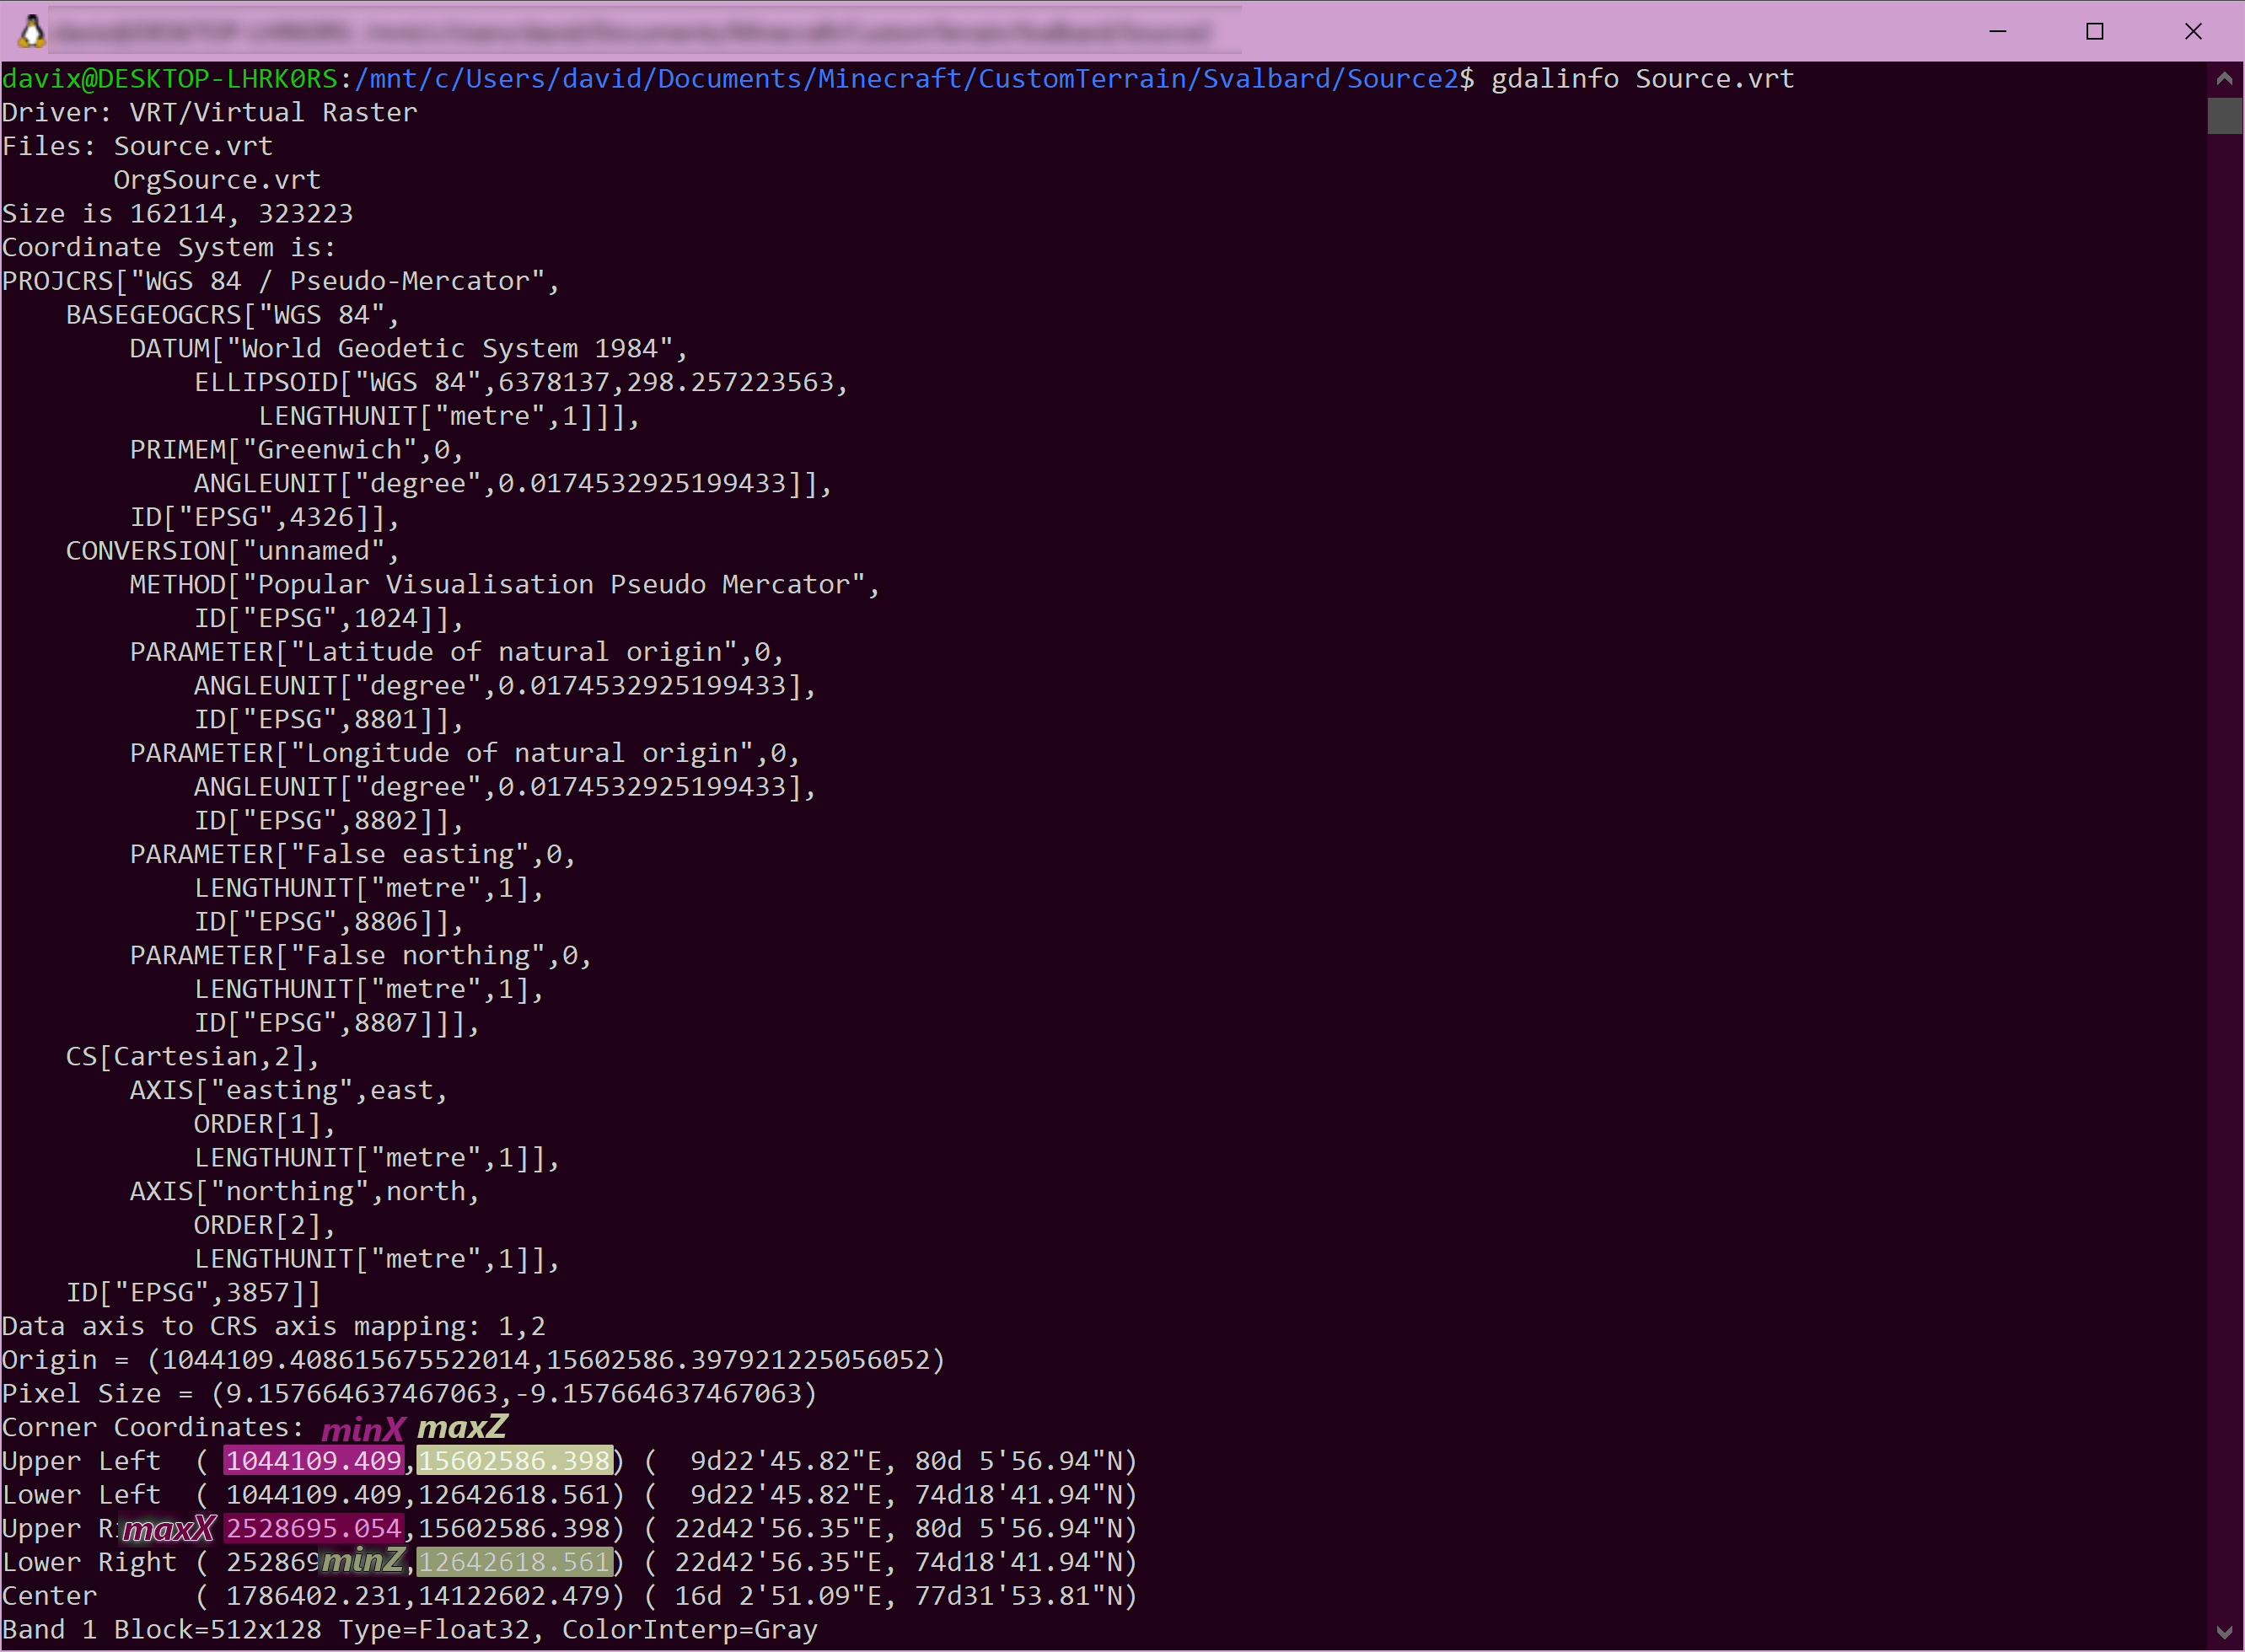 davix@DESKTOP-LHRK0RS:/mnt/c/Users/david/Documents/Minecraft/CustomTerrain/Svalbard/Source2$ gdalinfo Source.vrt
Driver: VRT/Virtual Raster
Files: Source.vrt
       OrgSource.vrt
Size is 162114, 323223
Coordinate System is:
PROJCRS["WGS 84 / Pseudo-Mercator",
    BASEGEOGCRS["WGS 84",
        DATUM["World Geodetic System 1984",
            ELLIPSOID["WGS 84",6378137,298.257223563,
                LENGTHUNIT["metre",1]]],
        PRIMEM["Greenwich",0,
            ANGLEUNIT["degree",0.0174532925199433]],
        ID["EPSG",4326]],
    CONVERSION["unnamed",
        METHOD["Popular Visualisation Pseudo Mercator",
            ID["EPSG",1024]],
        PARAMETER["Latitude of natural origin",0,
            ANGLEUNIT["degree",0.0174532925199433],
            ID["EPSG",8801]],
        PARAMETER["Longitude of natural origin",0,
            ANGLEUNIT["degree",0.0174532925199433],
            ID["EPSG",8802]],
        PARAMETER["False easting",0,
            LENGTHUNIT["metre",1],
            ID["EPSG",8806]],
        PARAMETER["False northing",0,
            LENGTHUNIT["metre",1],
            ID["EPSG",8807]]],
    CS[Cartesian,2],
        AXIS["easting",east,
            ORDER[1],
            LENGTHUNIT["metre",1]],
        AXIS["northing",north,
            ORDER[2],
            LENGTHUNIT["metre",1]],
    ID["EPSG",3857]]
Data axis to CRS axis mapping: 1,2
Origin = (1044109.408615675522014,15602586.397921225056052)
Pixel Size = (9.157664637467063,-9.157664637467063)
Corner Coordinates: minX maxZ
Upper Left  ( 1044109.409,15602586.398) (  9d22'45.82"E, 80d 5'56.94"N)
Lower Left  ( 1044109.409,12642618.561) (  9d22'45.82"E, 74d18'41.94"N)
Upper R maxX 2528695.054,15602586.398) ( 22d42'56.35"E, 80d 5'56.94"N)
Lower Right ( 25286 minZ,12642618.561) ( 22d42'56.35"E, 74d18'41.94"N)
Center      ( 1786402.231,14122602.479) ( 16d 2'51.09"E, 77d31'53.81"N)
Band 1 Block=512x128 Type=Float32, ColorInterp=Gray